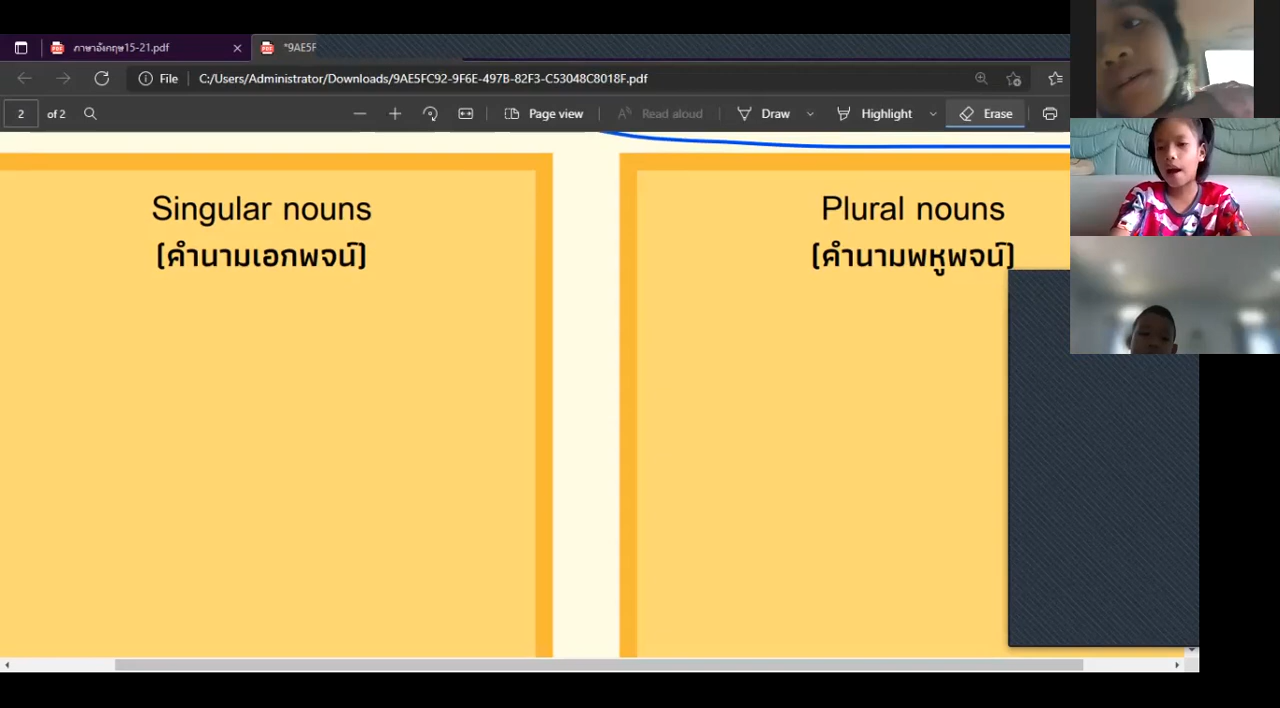 ภาษาอังกฤษ15-21.pdf
*9AE5F
File
C:/Users/Administrator/Downloads/9AE5FC92-9F6E-497B-82F3-C53048C8018F.pdf
2 of 2
Page view
Read aloud
Draw
Highlight
Erase
Singular nouns
(คำนามเอกพจน์)
Plural nouns
(คำนามพหูพจน์)